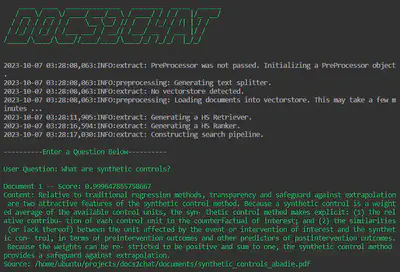 DOCS2CHAT
2023-10-07 03:28:08,063:INFO:extract: PreProcessor was not passed. Initializing a PreProcessor object
.
2023-10-07 03:28:08,063:INFO:preprocessing: Generating text splitter.
2023-10-07 03:28:08,063:INFO:extract: No vectorstore detected.
2023-10-07 03:28:08,063:INFO:preprocessing: Loading documents into vectorstore. This may take a few m
inutes ...
2023-10-07 03:28:11,905:INFO:extract: Generating a HS Retriever.
2023-10-07 03:28:16,594:INFO:extract: Generating a HS Ranker.
2023-10-07 03:28:17,030:INFO:extract: Constructing search pipeline.
----------Enter a Question Below----------
User Question: What are synthetic controls?
Document 1 -- Score: 0.999647885758667
Content: Relative to traditional regression methods, transparency and safeguard against extrapolation
are two attractive features of the synthetic control method. Because a synthetic control is a weight
ed average of the available control units, the syn- thetic control method makes explicit: (1) the rel
ative contribu- tion of each control unit to the counterfactual of interest; and (2) the similarities
(or lack thereof) between the unit affected by the event or intervention of interest and the syntheti
c con- trol, in terms of preintervention outcomes and other predictors of postintervention outcomes.
Because the weights can be re- stricted to be positive and sum to one, the synthetic control method
provides a safeguard against extrapolation.
Source: /home/ubuntu/projects/docs2chat/documents/synthetic_controls_abadie.pdf